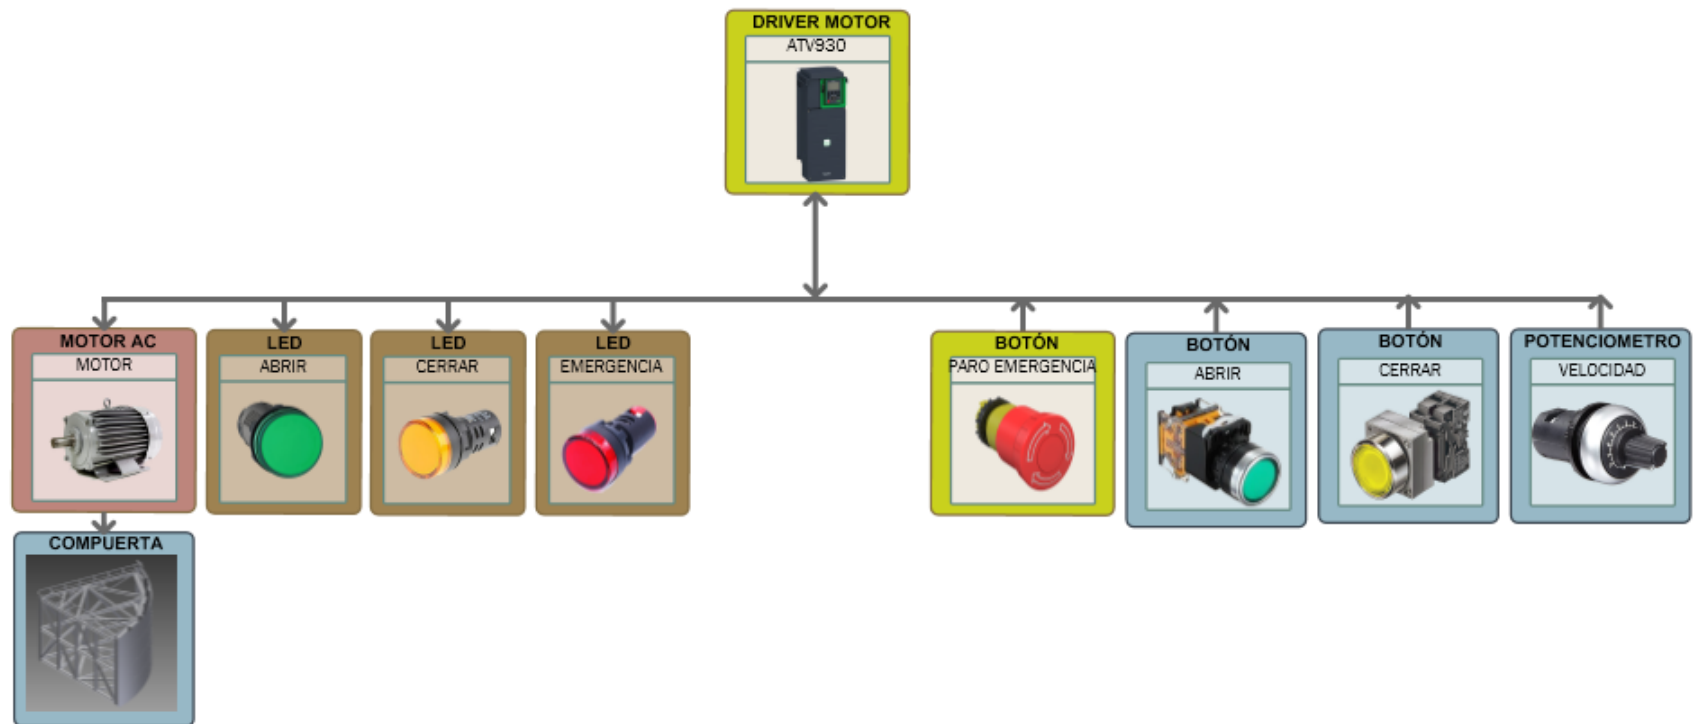 DRIVER MOTOR
ATV930
MOTOR AC
MOTOR
LED
ABRIR
LED
CERRAR
LED
EMERGENCIA
BOTÓN
PARO EMERGENCIA
BOTÓN
ABRIR
BOTÓN
CERRAR
POTENCIOMETRO
VELOCIDAD
COMPUERTA